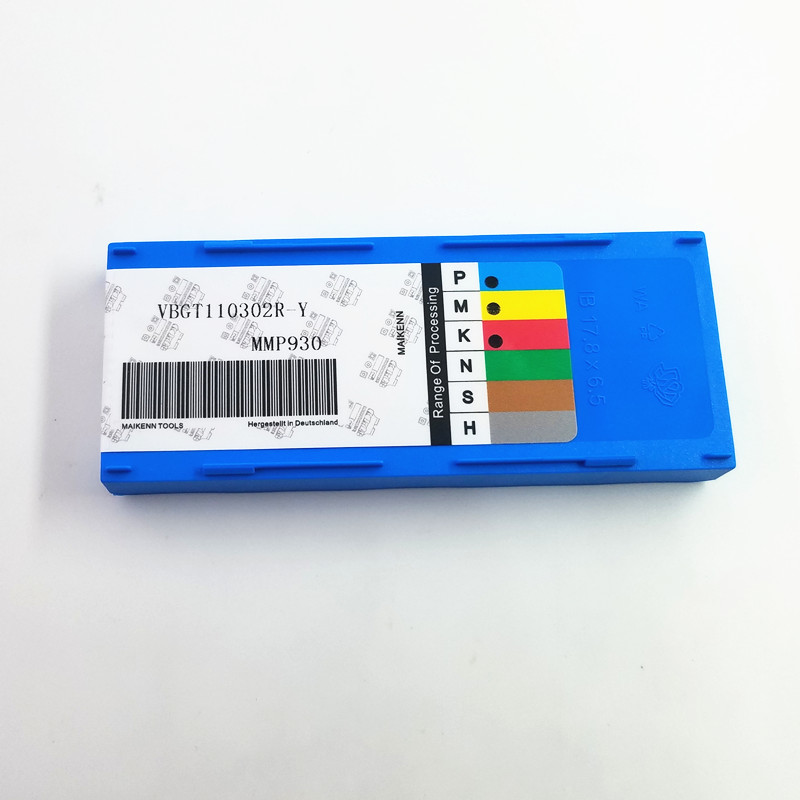 VBGT110302R-Y
MMP930
MAIKENN TOOLS
Hergestellt in Deutschland
MAIKENN
Range Of Processing
P
M
K
N
S
H
IB 17,8 x 6,5